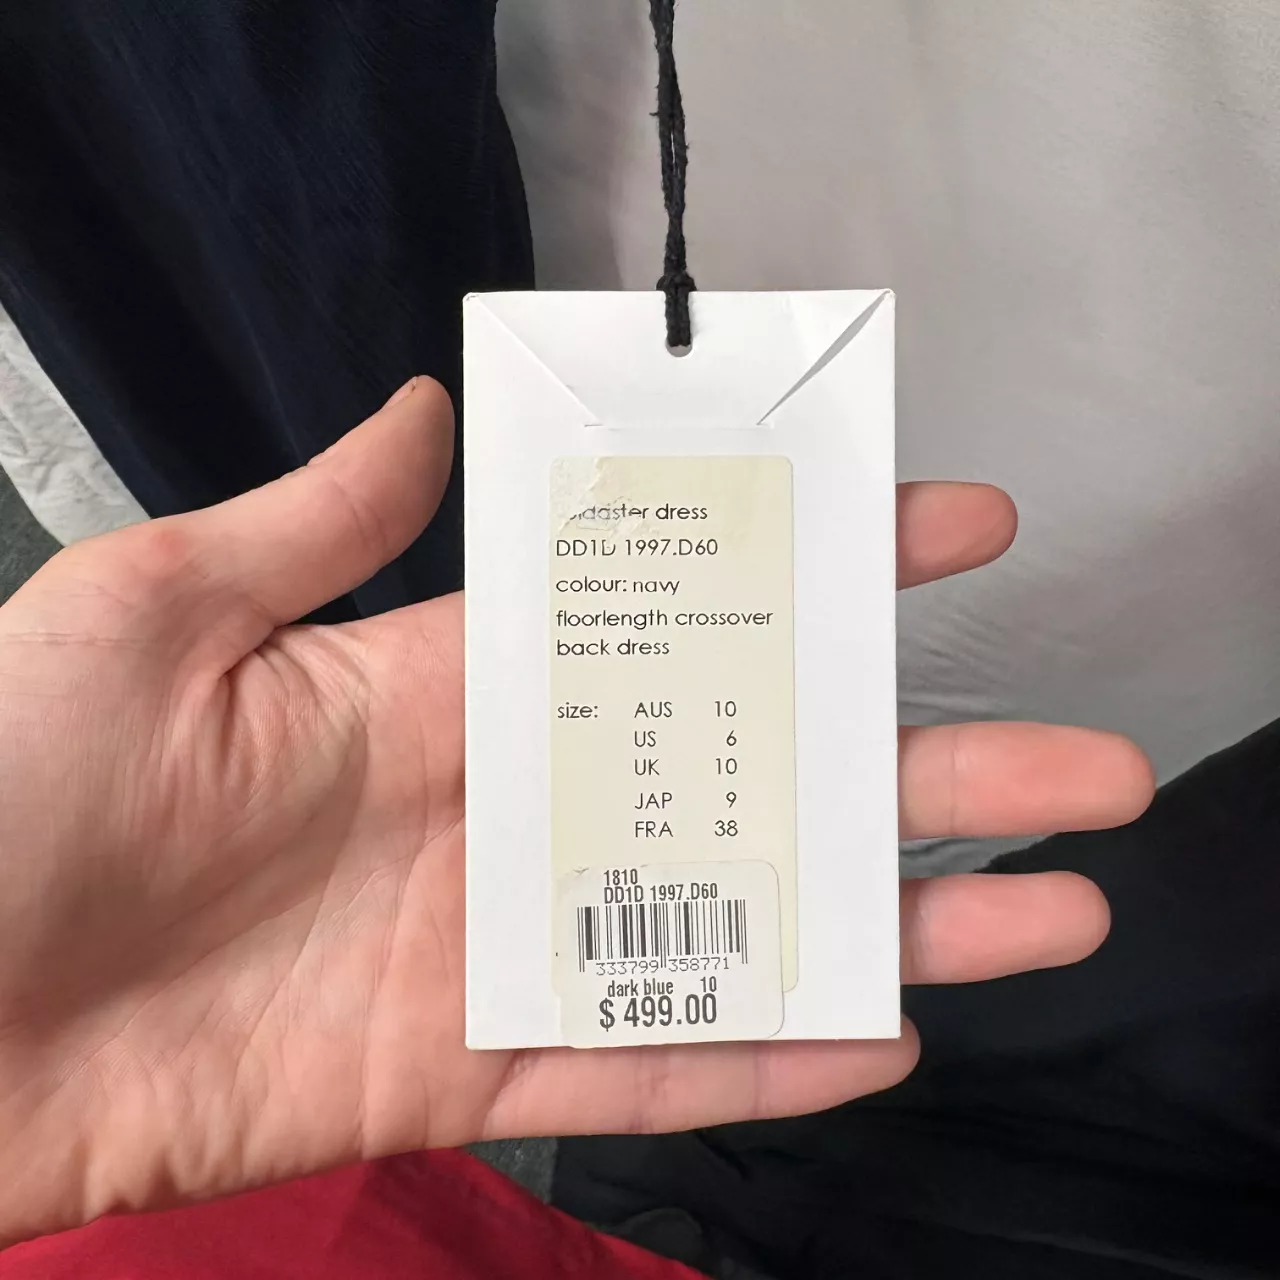 dress
DD1D 1997.D60
colour: navy
floorlength crossover
back dress
size: AUS 10
US 6
UK 10
JAP 9
FRA 38
1810
DD1D 1997.D60
333799 358771
dark blue 10
$ 499.00